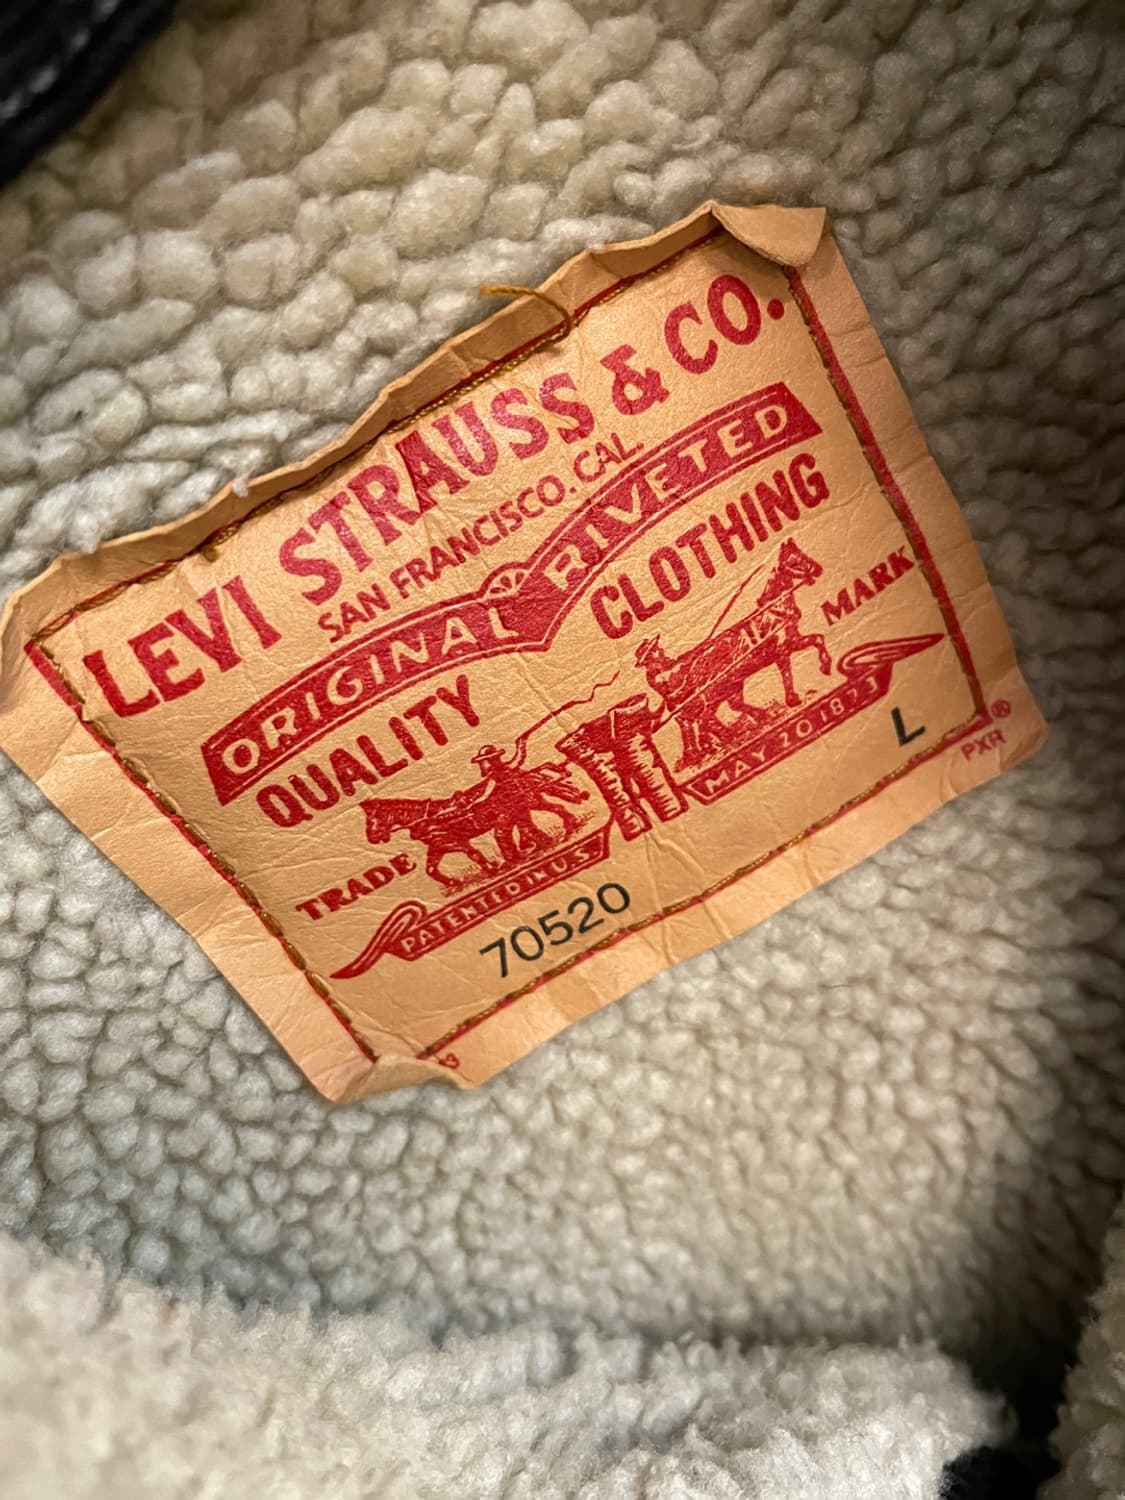 LEVI STRAUSS & CO.
SAN FRANCISCO. CAL.
ORIGINAL RIVETED
QUALITY CLOTHING
TRADE MARK
PATENTED IN U.S. MAY 20 1873
70520 L
®
PXR